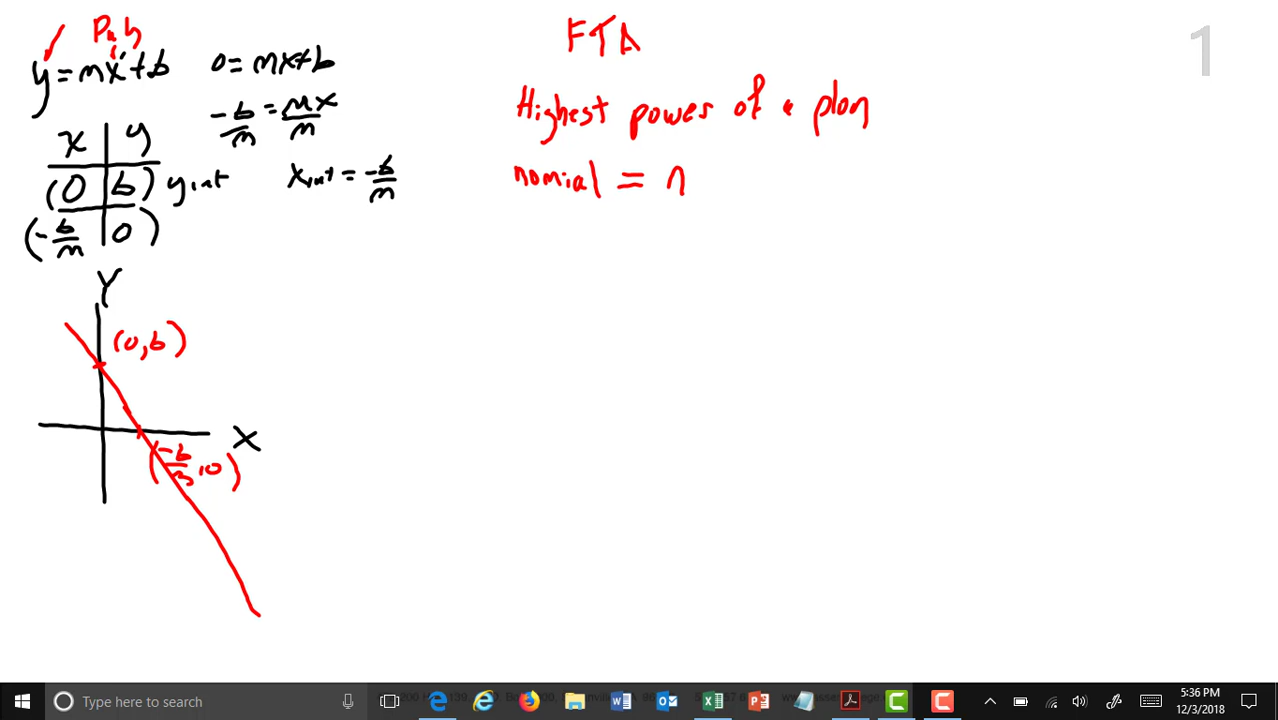 Poly
y = mx' + b
0 = mx + b
-b/m = mx/m
x | y
(0 | b) y int
x int = -b/m
(-b/m | 0)
Y
(0, b)
X
(-b/m, 0)
FTA
Highest power of a plon
nomial = n
1
Type here to search
5:36 PM
12/3/2018